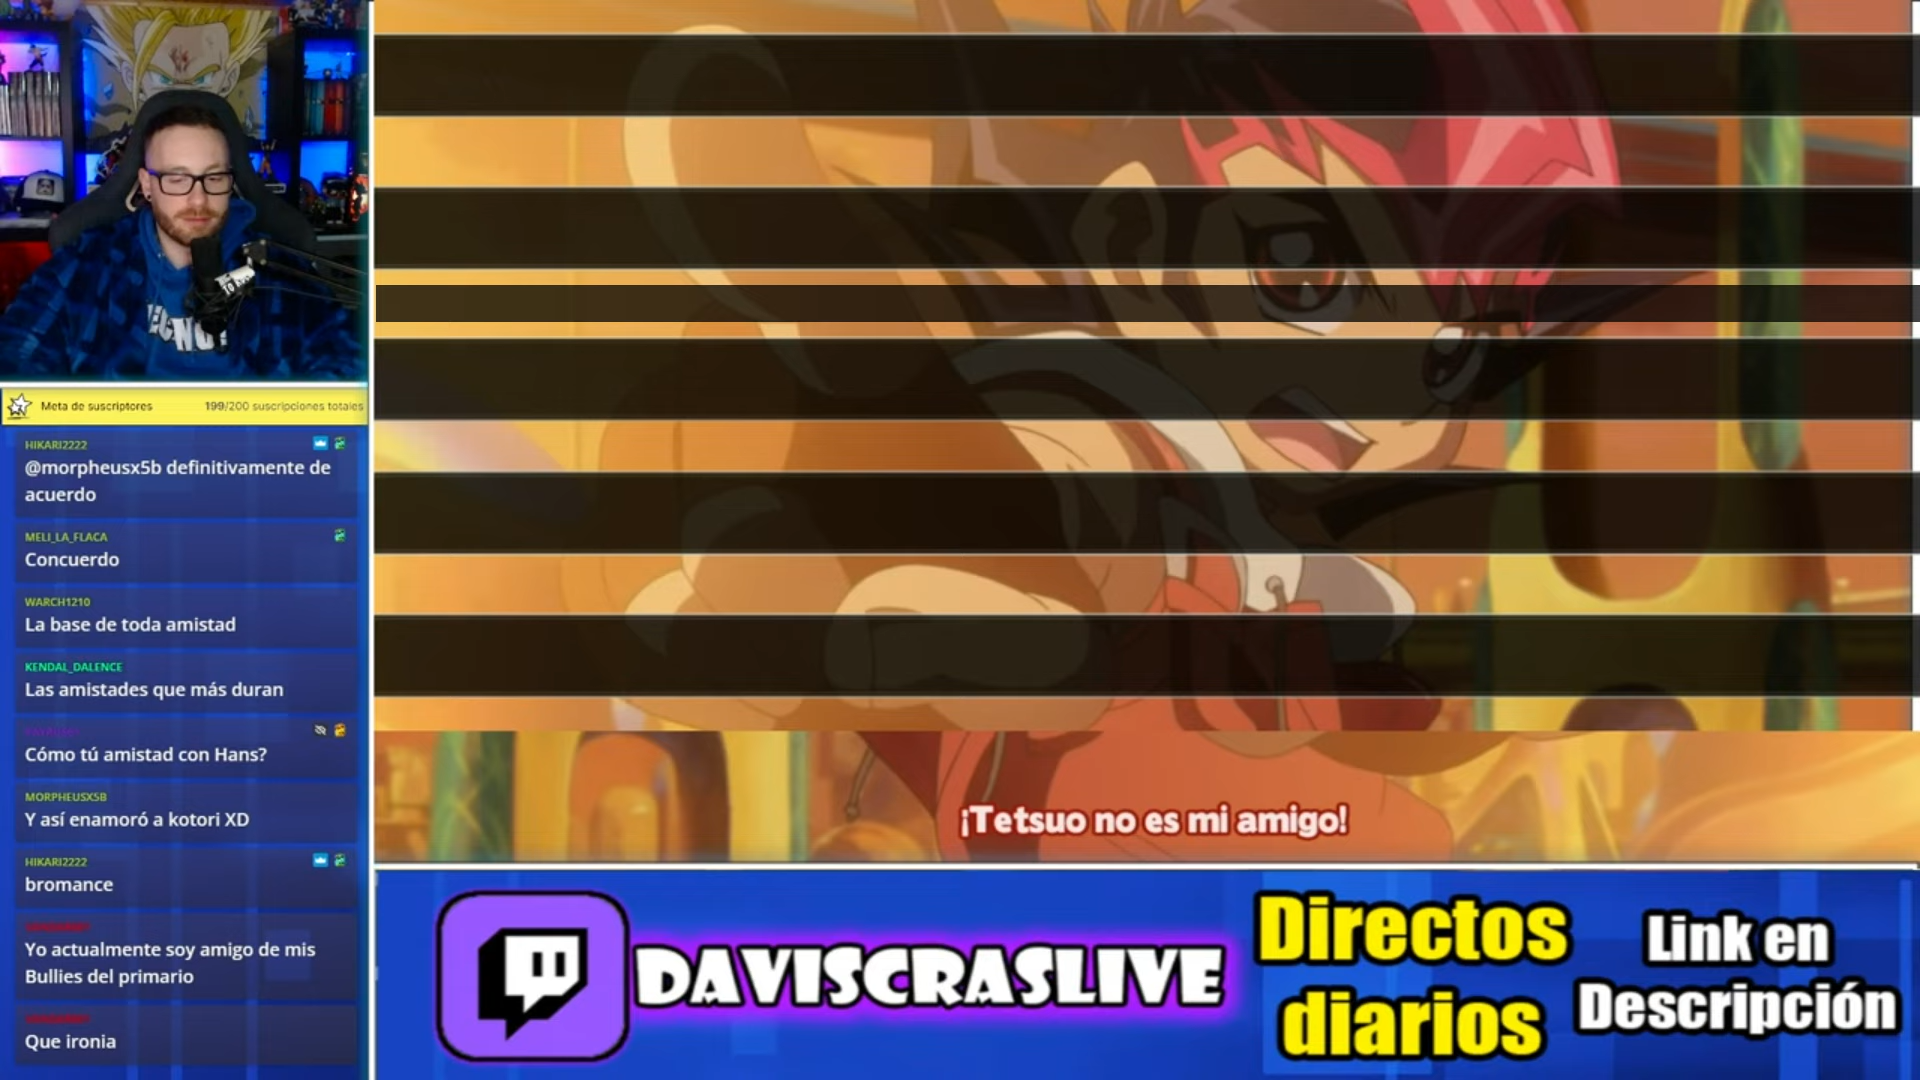 Meta de suscriptores 199/200 suscripciones totales
HIKARI2222
@morpheusx5b definitivamente de
acuerdo
MELI_LA_FLACA
Concuerdo
WARCH1210
La base de toda amistad
KENDAL_DALENCE
Las amistades que más duran
Cómo tú amistad con Hans?
MORPHEUSX5B
Y así enamoró a kotori XD
HIKARI2222
bromance
Yo actualmente soy amigo de mis
Bullies del primario
Que ironia
¡Tetsuo no es mi amigo!
DAVISCRASLIVE
Directos
diarios
Link en
Descripción